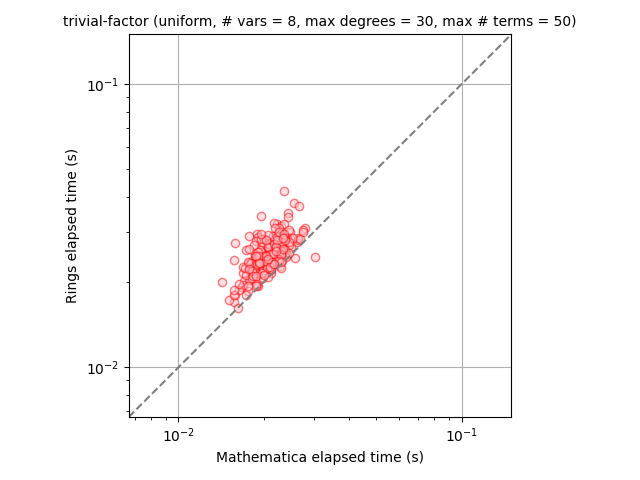 trivial-factor (uniform, # vars = 8, max degrees = 30, max # terms = 50)
10⁻¹
10⁻²
Rings elapsed time (s)
10⁻² 10⁻¹
Mathematica elapsed time (s)